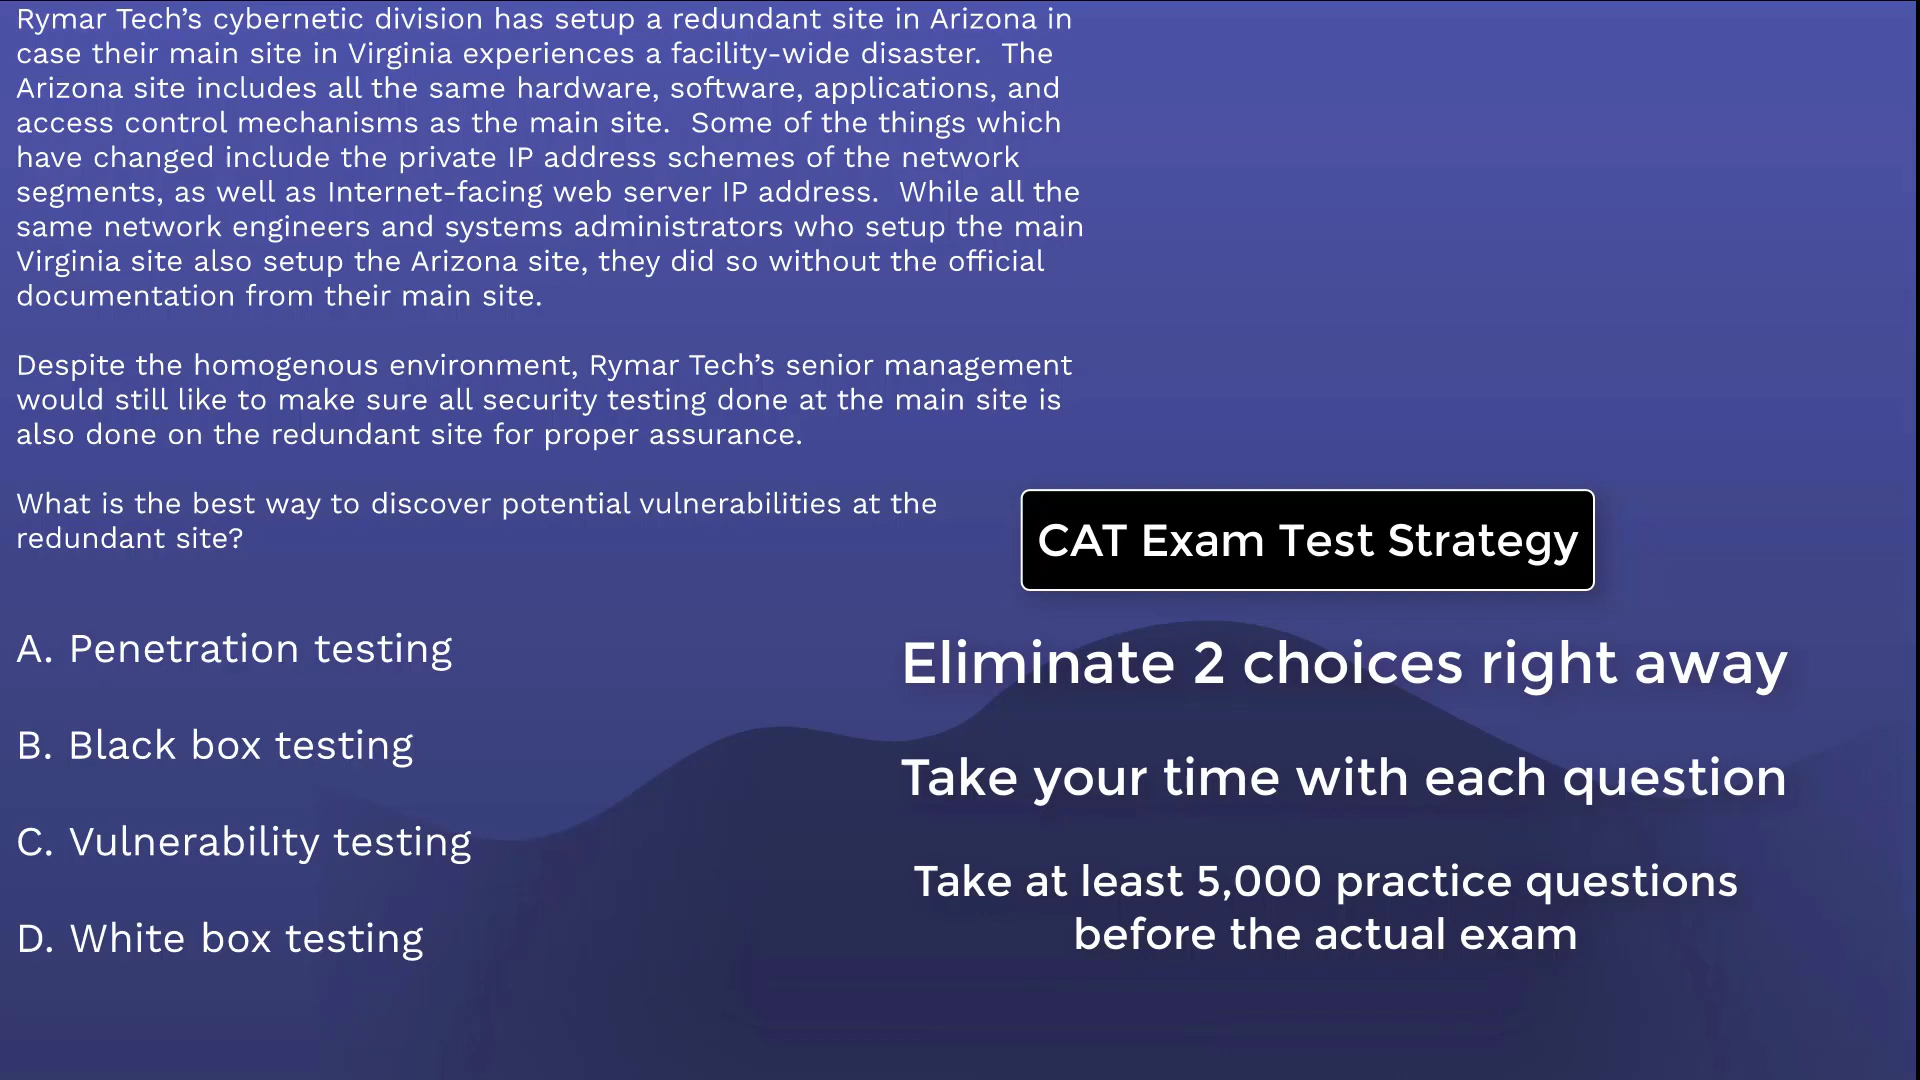 Rymar Tech’s cybernetic division has setup a redundant site in Arizona in
case their main site in Virginia experiences a facility-wide disaster.  The
Arizona site includes all the same hardware, software, applications, and
access control mechanisms as the main site.  Some of the things which
have changed include the private IP address schemes of the network
segments, as well as Internet-facing web server IP address.  While all the
same network engineers and systems administrators who setup the main
Virginia site also setup the Arizona site, they did so without the official
documentation from their main site.
Despite the homogenous environment, Rymar Tech’s senior management
would still like to make sure all security testing done at the main site is
also done on the redundant site for proper assurance.
What is the best way to discover potential vulnerabilities at the
redundant site?
A. Penetration testing
B. Black box testing
C. Vulnerability testing
D. White box testing
CAT Exam Test Strategy
Eliminate 2 choices right away
Take your time with each question
Take at least 5,000 practice questions
before the actual exam